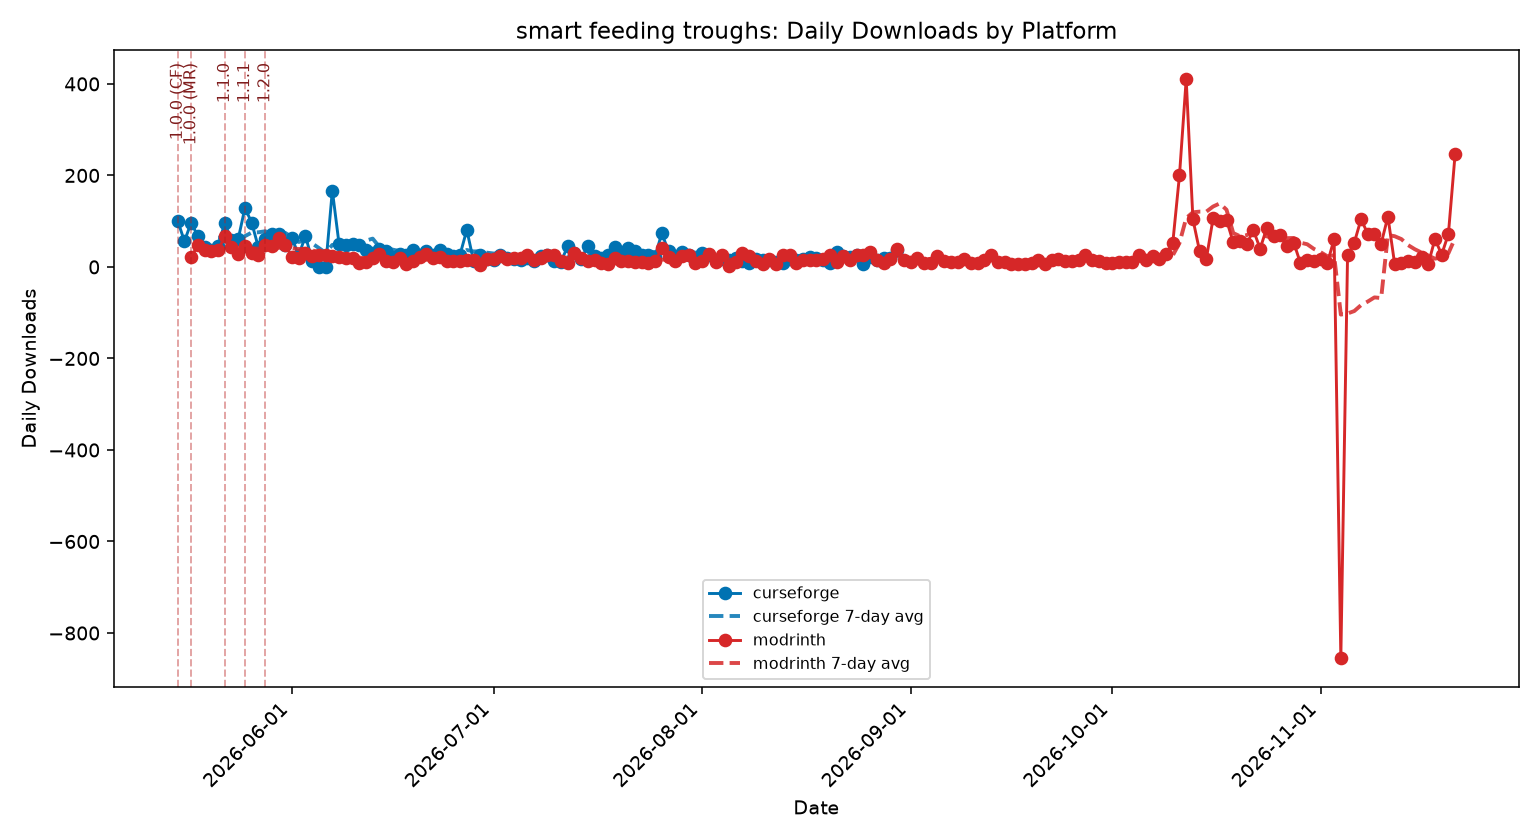 smart feeding troughs: Daily Downloads by Platform
1.0.0 (CF)
1.0.0 (MR)
1.1.0
1.1.1
1.2.0
400
200
0
−200
−400
−600
−800
Daily Downloads
curseforge
curseforge 7-day avg
modrinth
modrinth 7-day avg
2026-06-01
2026-07-01
2026-08-01
2026-09-01
2026-10-01
2026-11-01
Date